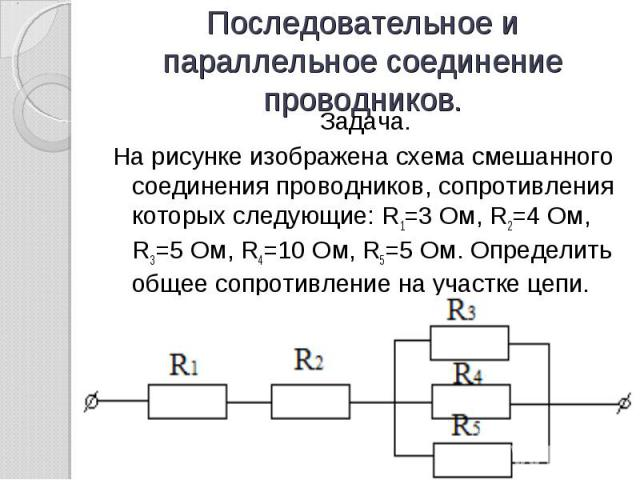 Последовательное и
параллельное соединение
проводников.
Задача.
На рисунке изображена схема смешанного
соединения проводников, сопротивления
которых следующие: R1=3 Ом, R2=4 Ом,
R3=5 Ом, R4=10 Ом, R5=5 Ом. Определить
общее сопротивление на участке цепи.
R3
R1 R2
R4
R5